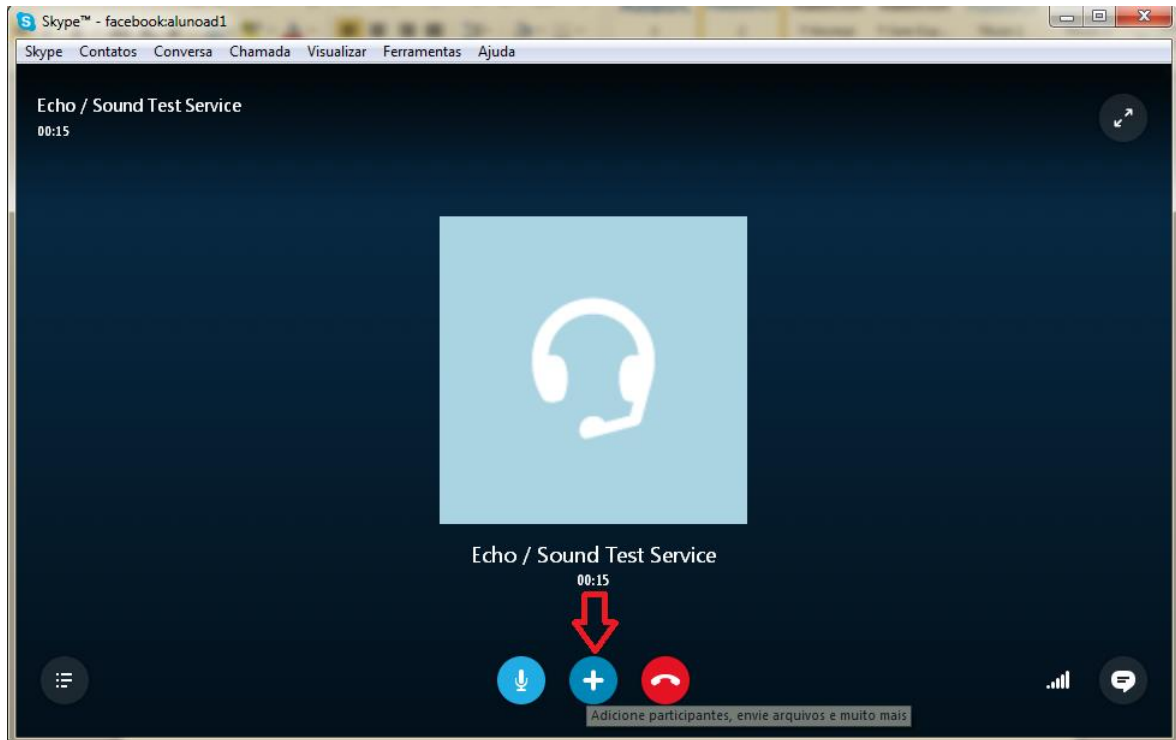 Skype™ - facebook:alunoad1
Skype Contatos Conversa Chamada Visualizar Ferramentas Ajuda
Echo / Sound Test Service
00:15
Echo / Sound Test Service
00:15
Adicione participantes, envie arquivos e muito mais